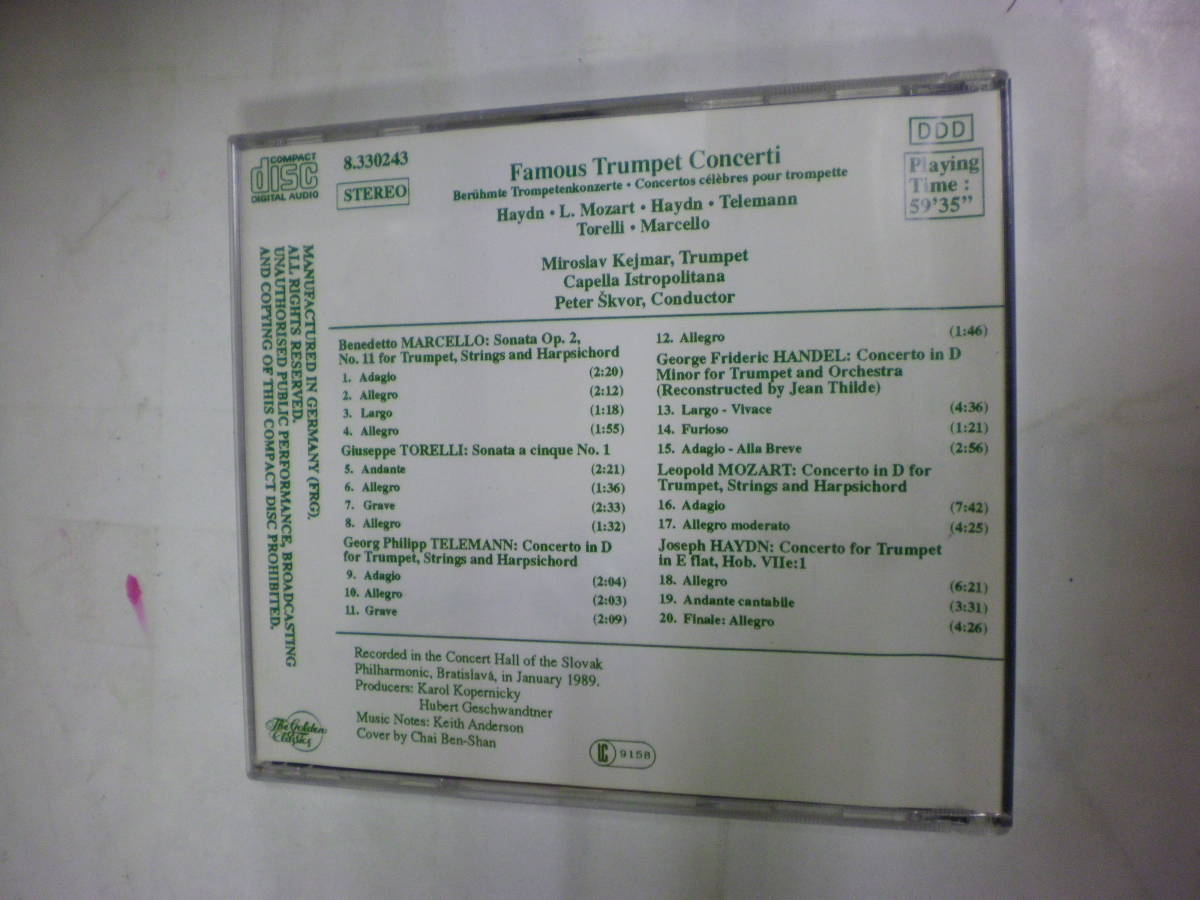 COMPACT
disc
DIGITAL AUDIO
8.330243
STEREO
Famous Trumpet Concerti
Berühmte Trompetenkonzerte • Concertos célèbres pour trompette
Haydn • L. Mozart • Haydn • Telemann
Torelli • Marcello
Miroslav Kejmar, Trumpet
Capella Istropolitana
Peter Škvor, Conductor
DDD
Playing
Time :
59'35"
MANUFACTURED IN GERMANY (FRG).
ALL RIGHTS RESERVED.
UNAUTHORISED PUBLIC PERFORMANCE, BROADCASTING
AND COPYING OF THIS COMPACT DISC PROHIBITED.
Benedetto MARCELLO: Sonata Op. 2,
No. 11 for Trumpet, Strings and Harpsichord
1. Adagio (2:20)
2. Allegro (2:12)
3. Largo (1:18)
4. Allegro (1:55)
Giuseppe TORELLI: Sonata a cinque No. 1
5. Andante (2:21)
6. Allegro (1:36)
7. Grave (2:33)
8. Allegro (1:32)
Georg Philipp TELEMANN: Concerto in D
for Trumpet, Strings and Harpsichord
9. Adagio (2:04)
10. Allegro (2:03)
11. Grave (2:09)
12. Allegro (1:46)
George Frideric HANDEL: Concerto in D
Minor for Trumpet and Orchestra
(Reconstructed by Jean Thilde)
13. Largo - Vivace (4:36)
14. Furioso (1:21)
15. Adagio - Alla Breve (2:56)
Leopold MOZART: Concerto in D for
Trumpet, Strings and Harpsichord
16. Adagio (7:42)
17. Allegro moderato (4:25)
Joseph HAYDN: Concerto for Trumpet
in E flat, Hob. VIIe:1
18. Allegro (6:21)
19. Andante cantabile (3:31)
20. Finale: Allegro (4:26)
Recorded in the Concert Hall of the Slovak
Philharmonic, Bratislavá, in January 1989.
Producers: Karol Kopernicky
Hubert Geschwandtner
Music Notes: Keith Anderson
Cover by Chai Ben-Shan
The Golden
Classics
LC 9158